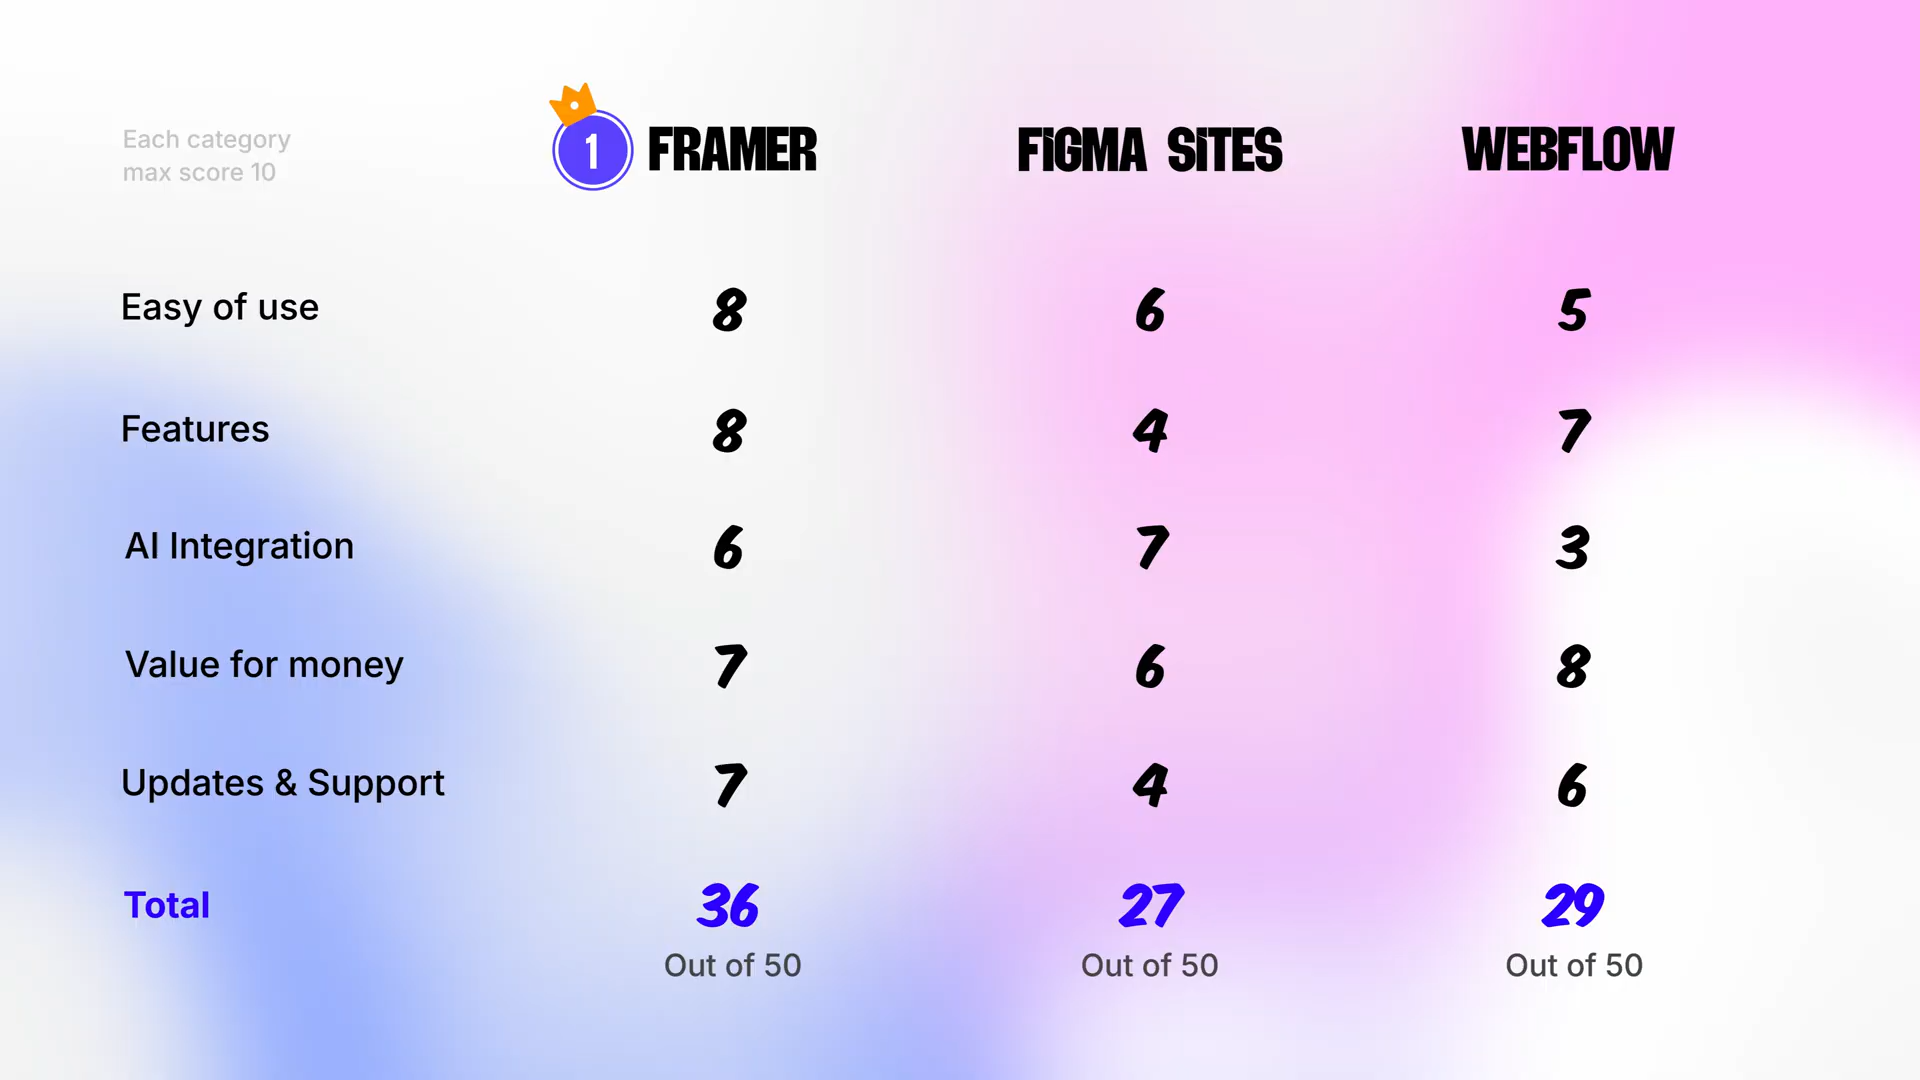 Each category
max score 10
1 FRAMER FiGMA SiTES WEBFLOW
Easy of use 8 6 5
Features 8 4 7
AI Integration 6 7 3
Value for money 7 6 8
Updates & Support 7 4 6
Total 36 27 29
Out of 50 Out of 50 Out of 50